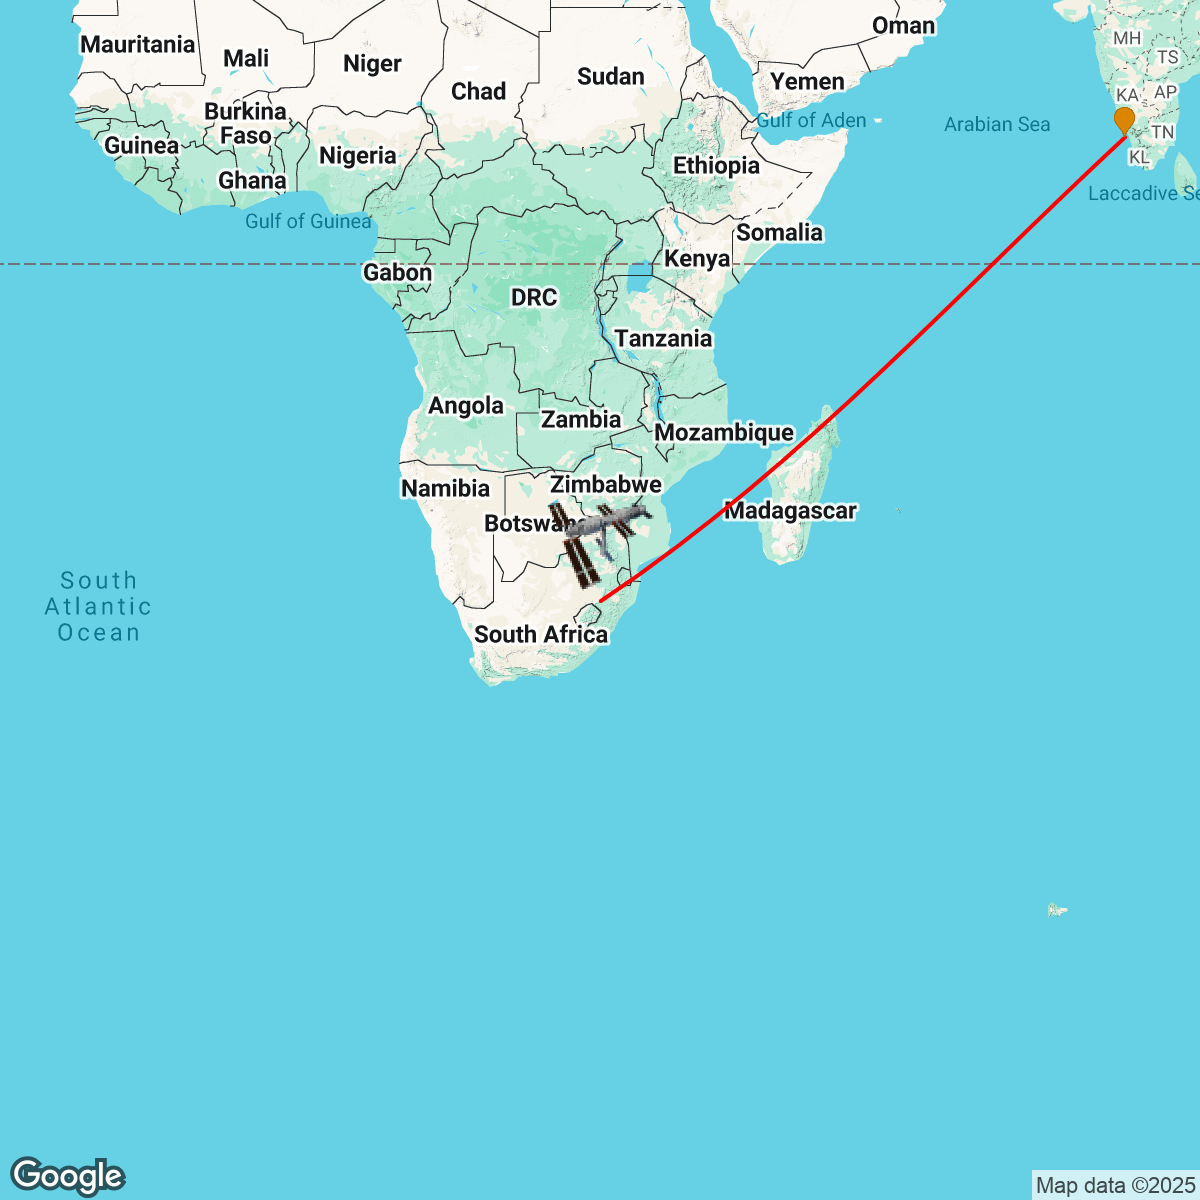 Oman
MH
Mauritania
Mali
Niger
TS
Sudan
Yemen
Chad
KA
AP
Burkina
Faso
Gulf of Aden
Arabian Sea
TN
Guinea
Nigeria
KL
Ethiopia
Ghana
Laccadive Se
Gulf of Guinea
Somalia
Kenya
Gabon
DRC
Tanzania
Angola
Zambia
Mozambique
Namibia
Zimbabwe
Madagascar
Botswana
South
Atlantic
Ocean
South Africa
Google
Map data ©2025